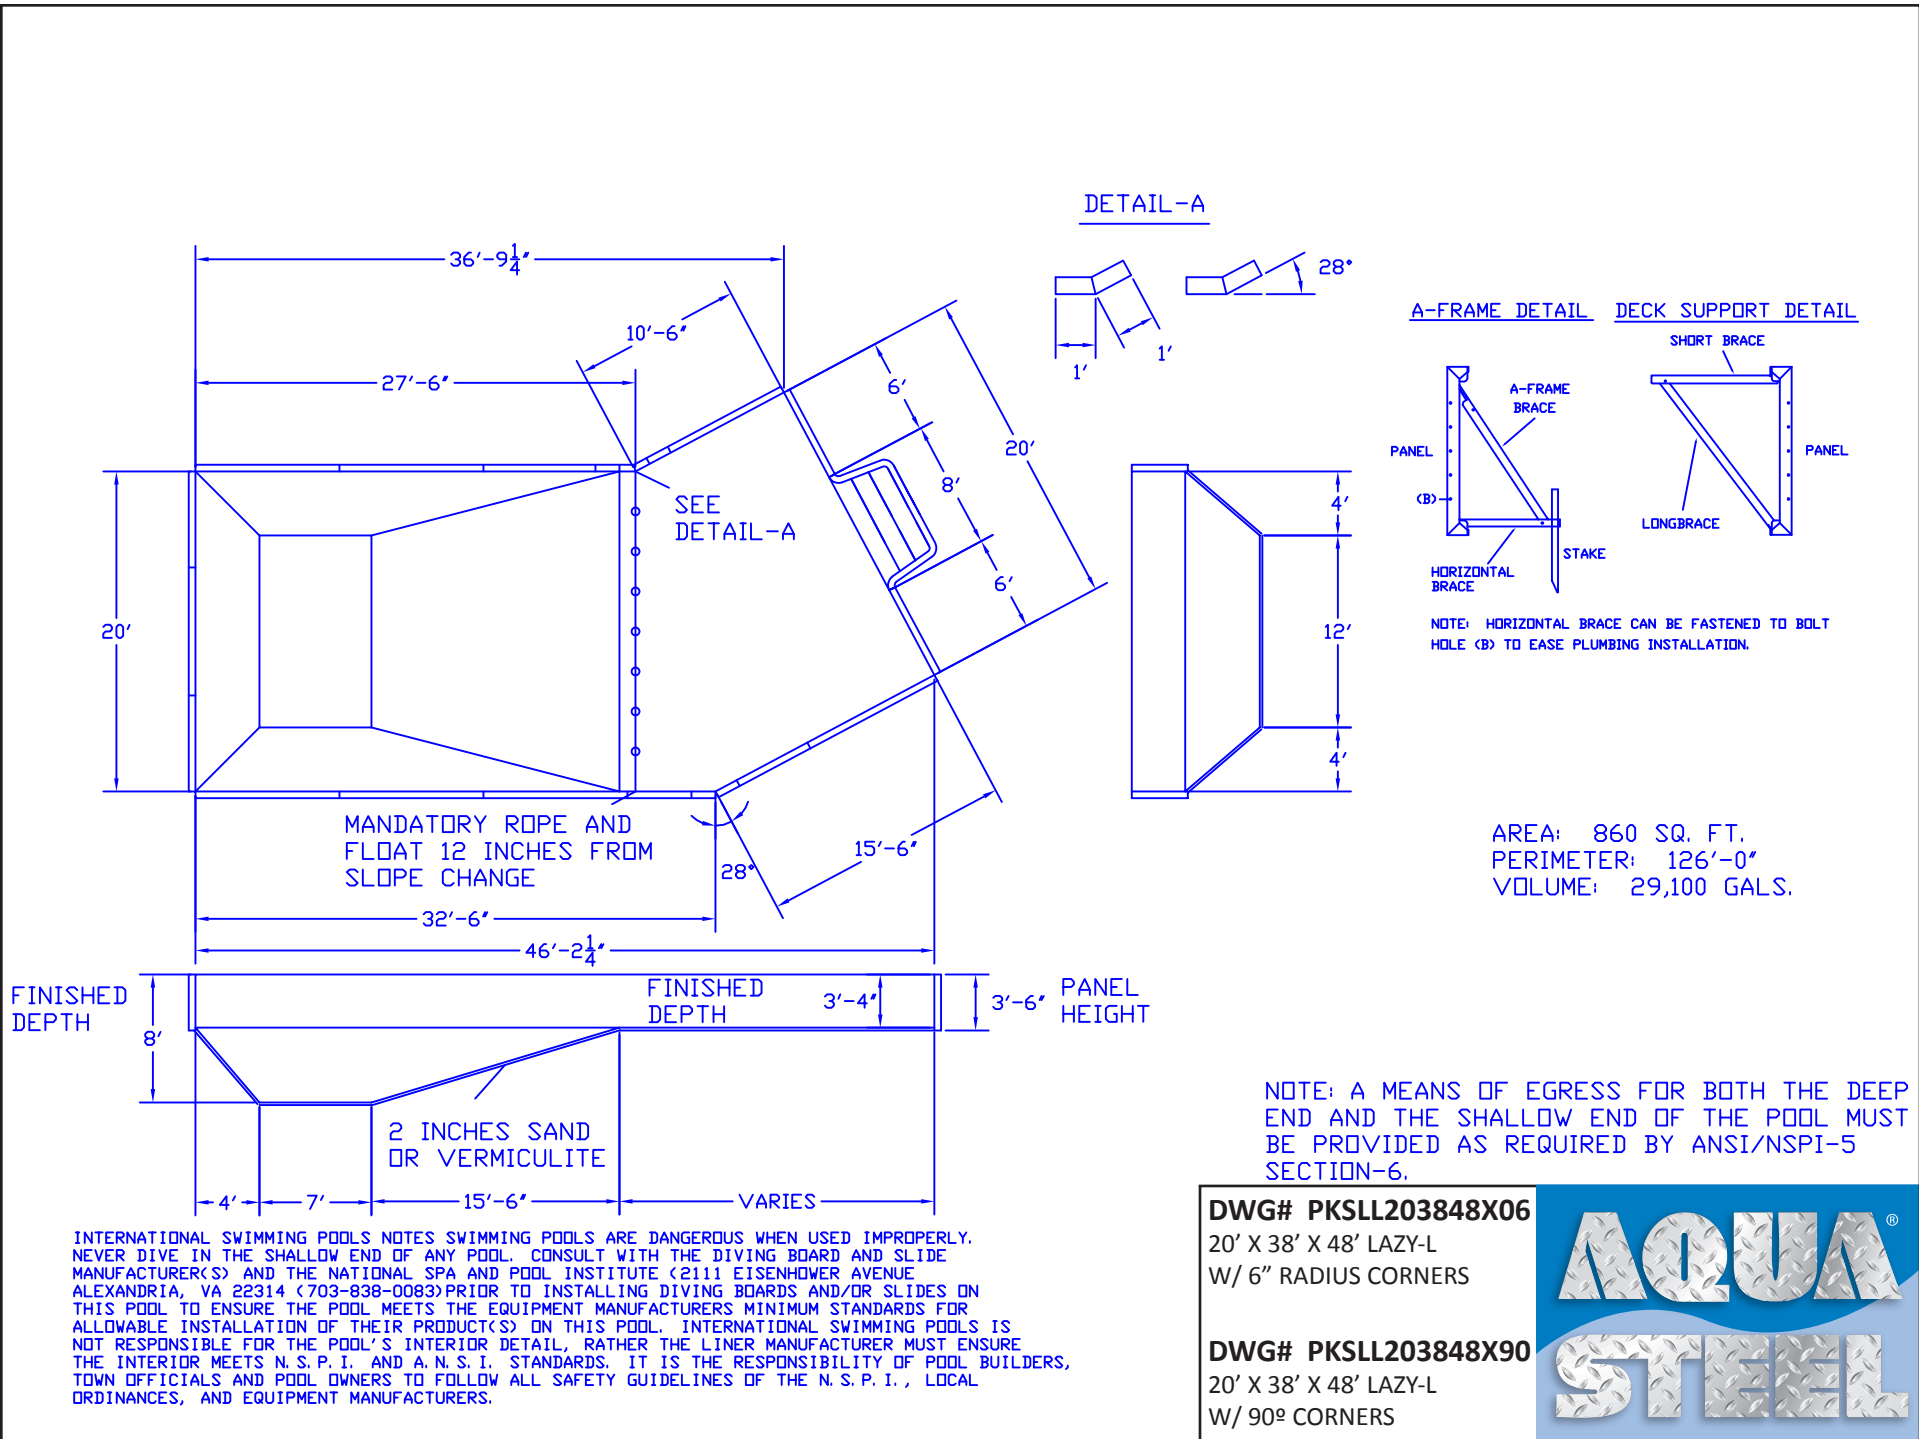 DETAIL-A
36'-9 1/4"
10'-6"
27'-6"
28°
1'
1'
6'
8'
6'
20'
SEE
DETAIL-A
20'
A-FRAME DETAIL
DECK SUPPORT DETAIL
SHORT BRACE
A-FRAME
BRACE
PANEL
PANEL
(B)
LONGBRACE
STAKE
HORIZONTAL
BRACE
NOTE: HORIZONTAL BRACE CAN BE FASTENED TO BOLT
HOLE (B) TO EASE PLUMBING INSTALLATION.
4'
12'
4'
MANDATORY ROPE AND
FLOAT 12 INCHES FROM
SLOPE CHANGE
28°
15'-6"
32'-6"
46'-2 1/4"
AREA: 860 SQ. FT.
PERIMETER: 126'-0"
VOLUME: 29,100 GALS.
FINISHED
DEPTH
8'
FINISHED
DEPTH
3'-4"
3'-6"
PANEL
HEIGHT
2 INCHES SAND
OR VERMICULITE
4'
7'
15'-6"
VARIES
NOTE: A MEANS OF EGRESS FOR BOTH THE DEEP
END AND THE SHALLOW END OF THE POOL MUST
BE PROVIDED AS REQUIRED BY ANSI/NSPI-5
SECTION-6.
INTERNATIONAL SWIMMING POOLS NOTES SWIMMING POOLS ARE DANGEROUS WHEN USED IMPROPERLY.
NEVER DIVE IN THE SHALLOW END OF ANY POOL. CONSULT WITH THE DIVING BOARD AND SLIDE
MANUFACTURER(S) AND THE NATIONAL SPA AND POOL INSTITUTE (2111 EISENHOWER AVENUE
ALEXANDRIA, VA 22314 (703-838-0083)PRIOR TO INSTALLING DIVING BOARDS AND/OR SLIDES ON
THIS POOL TO ENSURE THE POOL MEETS THE EQUIPMENT MANUFACTURERS MINIMUM STANDARDS FOR
ALLOWABLE INSTALLATION OF THEIR PRODUCT(S) ON THIS POOL. INTERNATIONAL SWIMMING POOLS IS
NOT RESPONSIBLE FOR THE POOL'S INTERIOR DETAIL, RATHER THE LINER MANUFACTURER MUST ENSURE
THE INTERIOR MEETS N.S.P.I. AND A.N.S.I. STANDARDS. IT IS THE RESPONSIBILITY OF POOL BUILDERS,
TOWN OFFICIALS AND POOL OWNERS TO FOLLOW ALL SAFETY GUIDELINES OF THE N.S.P.I., LOCAL
ORDINANCES, AND EQUIPMENT MANUFACTURERS.
DWG# PKSLL203848X06
20' X 38' X 48' LAZY-L
W/ 6" RADIUS CORNERS
DWG# PKSLL203848X90
20' X 38' X 48' LAZY-L
W/ 90º CORNERS
AQUA®
STEEL